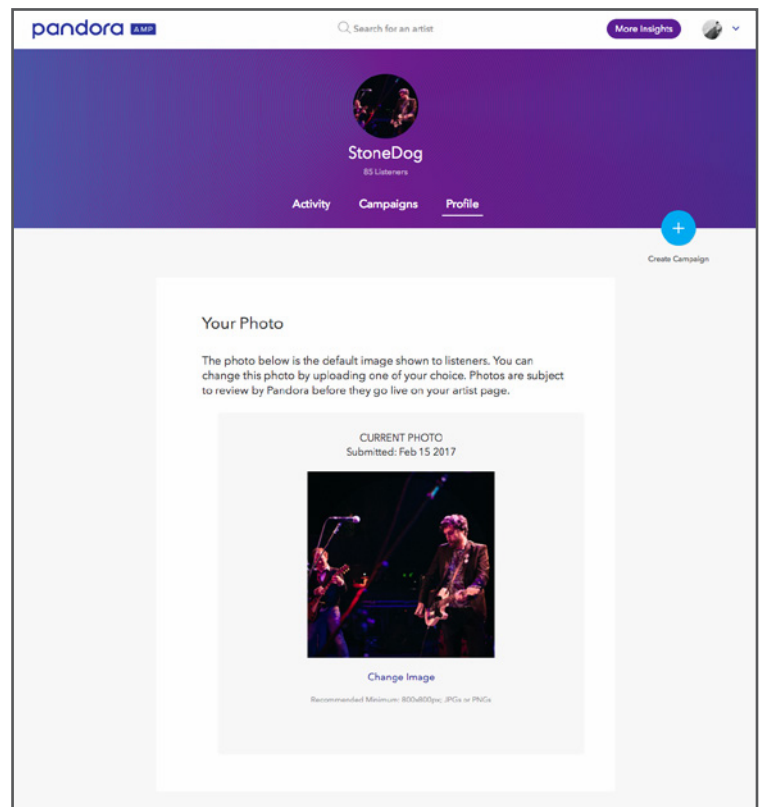 pandora AMP
Search for an artist
More Insights
StoneDog
85 Listeners
Activity Campaigns Profile
+
Create Campaign
Your Photo
The photo below is the default image shown to listeners. You can
change this photo by uploading one of your choice. Photos are subject
to review by Pandora before they go live on your artist page.
CURRENT PHOTO
Submitted: Feb 15 2017
Change Image
Recommended Minimum: 800x800px; JPGs or PNGs